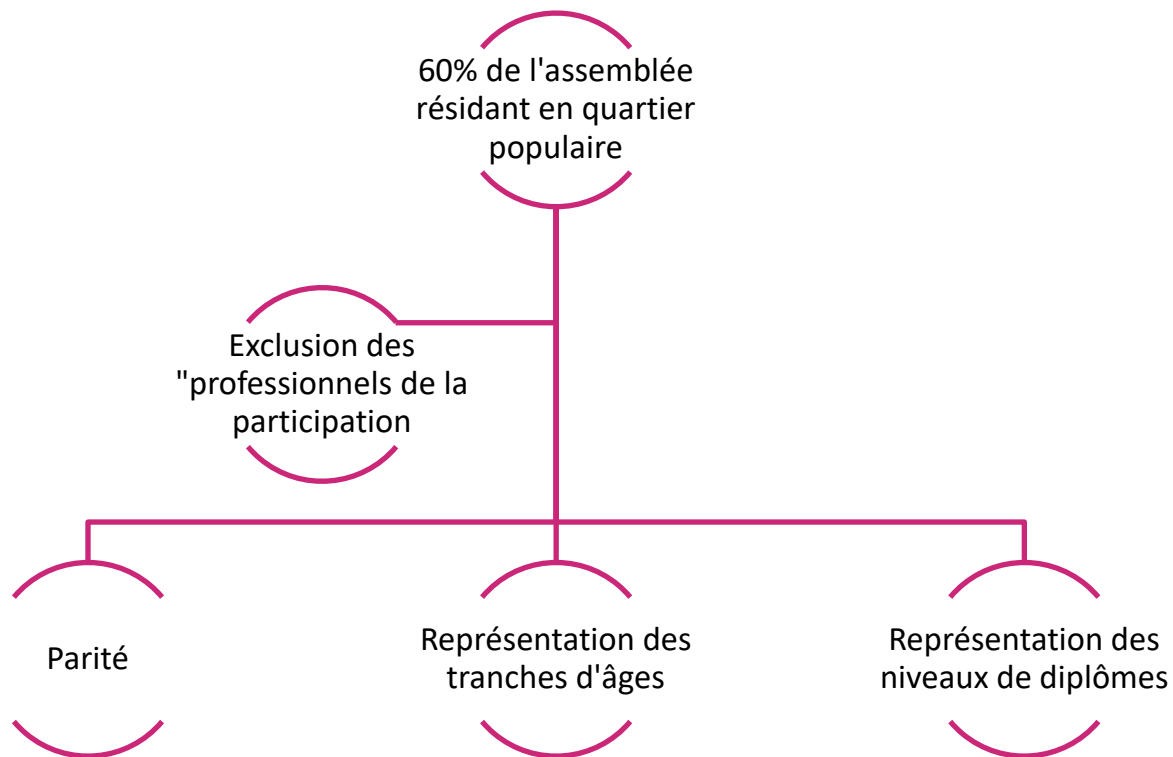 60% de l'assemblée
résidant en quartier
populaire
Exclusion des
"professionnels de la
participation
Parité
Représentation des
tranches d'âges
Représentation des
niveaux de diplômes